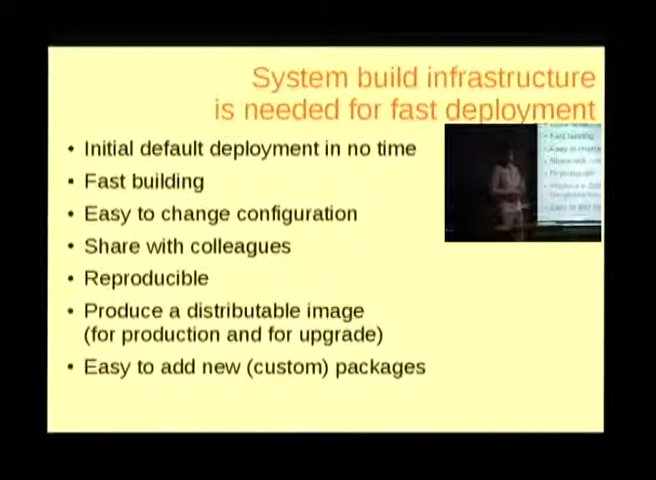 System build infrastructure
is needed for fast deployment
• Initial default deployment in no time
• Fast building
• Easy to change configuration
• Share with colleagues
• Reproducible
• Produce a distributable image
(for production and for upgrade)
• Easy to add new (custom) packages
Fast building